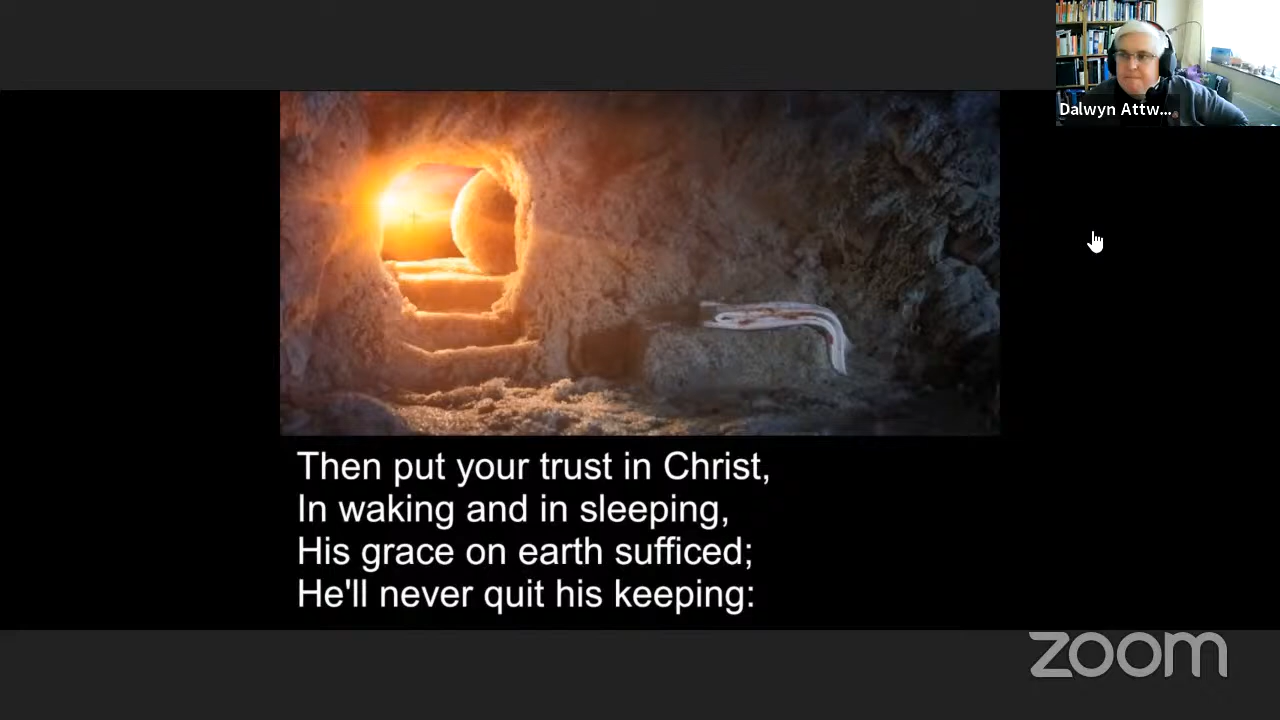 Dalwyn Attw...
Then put your trust in Christ,
In waking and in sleeping,
His grace on earth sufficed;
He'll never quit his keeping:
zoom